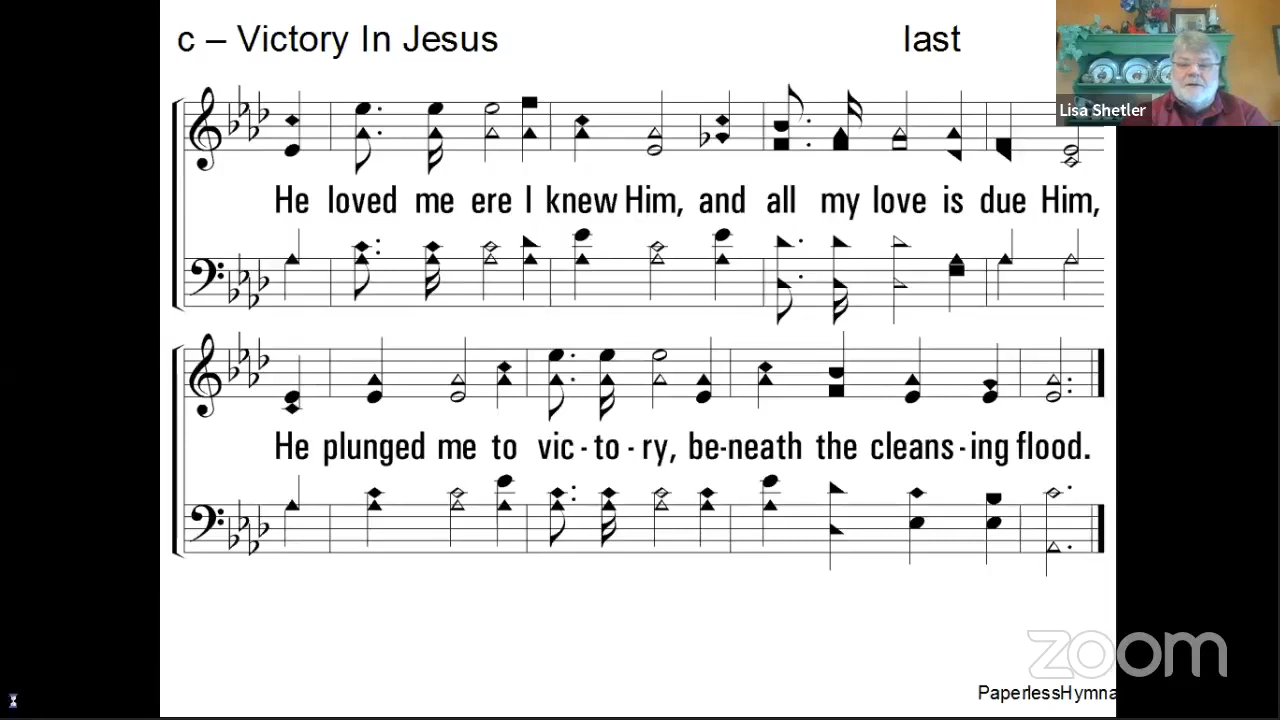 c – Victory In Jesus last
Lisa Shetler
He loved me ere I knew Him, and all my love is due Him,
He plunged me to vic - to - ry, be-neath the cleans - ing flood.
zoom
PaperlessHymna